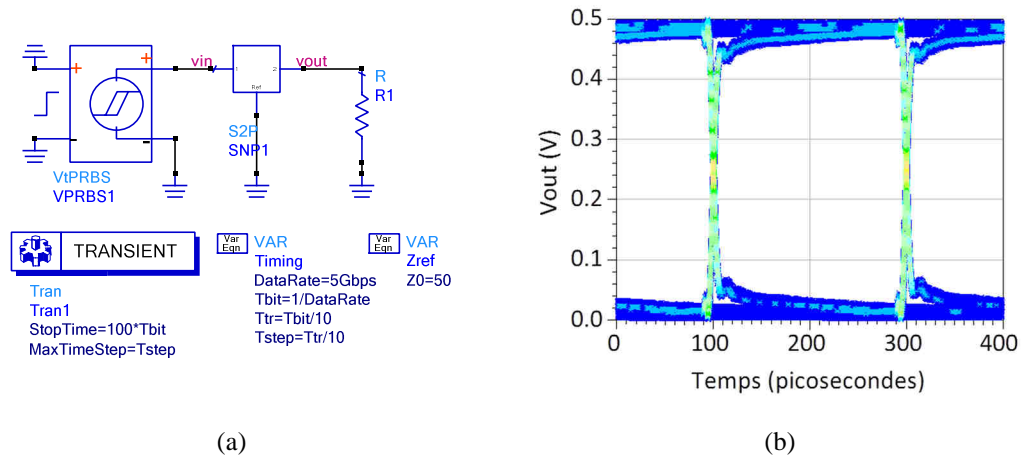 vin
1
2
Ref
vout
R
R1
S2P
SNP1
VtPRBS
VPRBS1
TRANSIENT
Tran
Tran1
StopTime=100*Tbit
MaxTimeStep=Tstep
Var
Eqn
VAR
Timing
DataRate=5Gbps
Tbit=1/DataRate
Ttr=Tbit/10
Tstep=Ttr/10
Var
Eqn
VAR
Zref
Z0=50
(a)
Vout (V)
0.5
0.4
0.3
0.2
0.1
0.0
0
100
200
300
400
Temps (picosecondes)
(b)